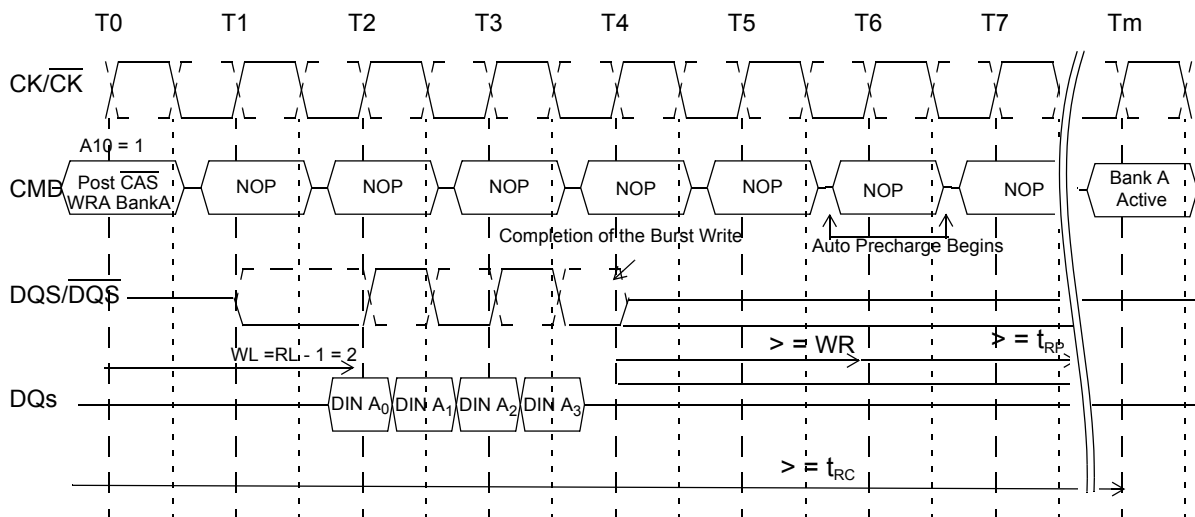 T0 T1 T2 T3 T4 T5 T6 T7 Tm
CK/CK
A10 = 1
CMD
Post CAS
WRA BankA
NOP NOP NOP NOP NOP NOP NOP
Bank A
Active
Completion of the Burst Write
Auto Precharge Begins
DQS/DQS
WL =RL - 1 = 2
> = WR
> = tRP
DQs
DIN A0 DIN A1 DIN A2 DIN A3
> = tRC